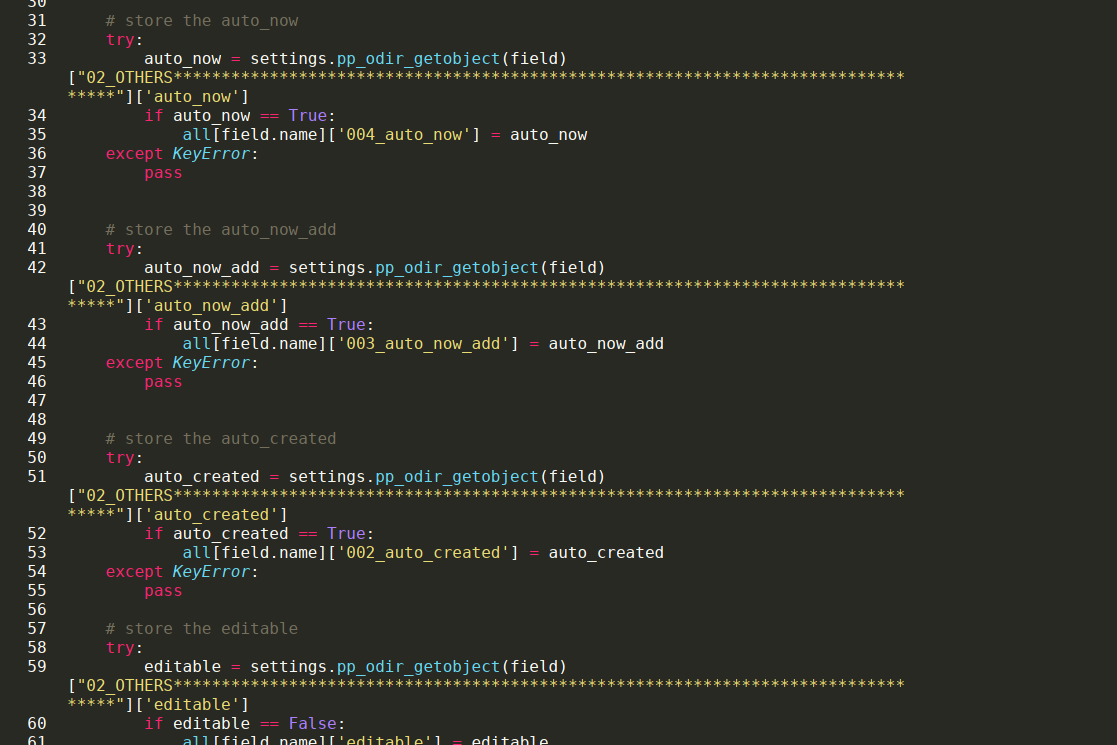 30
31 # store the auto_now
32 try:
33 auto_now = settings.pp_odir_getobject(field)
["02_OTHERS****************************************************************************
*****"]['auto_now']
34 if auto_now == True:
35 all[field.name]['004_auto_now'] = auto_now
36 except KeyError:
37 pass
38
39
40 # store the auto_now_add
41 try:
42 auto_now_add = settings.pp_odir_getobject(field)
["02_OTHERS****************************************************************************
*****"]['auto_now_add']
43 if auto_now_add == True:
44 all[field.name]['003_auto_now_add'] = auto_now_add
45 except KeyError:
46 pass
47
48
49 # store the auto_created
50 try:
51 auto_created = settings.pp_odir_getobject(field)
["02_OTHERS****************************************************************************
*****"]['auto_created']
52 if auto_created == True:
53 all[field.name]['002_auto_created'] = auto_created
54 except KeyError:
55 pass
56
57 # store the editable
58 try:
59 editable = settings.pp_odir_getobject(field)
["02_OTHERS****************************************************************************
*****"]['editable']
60 if editable == False:
61 all[field.name]['editable'] = editable